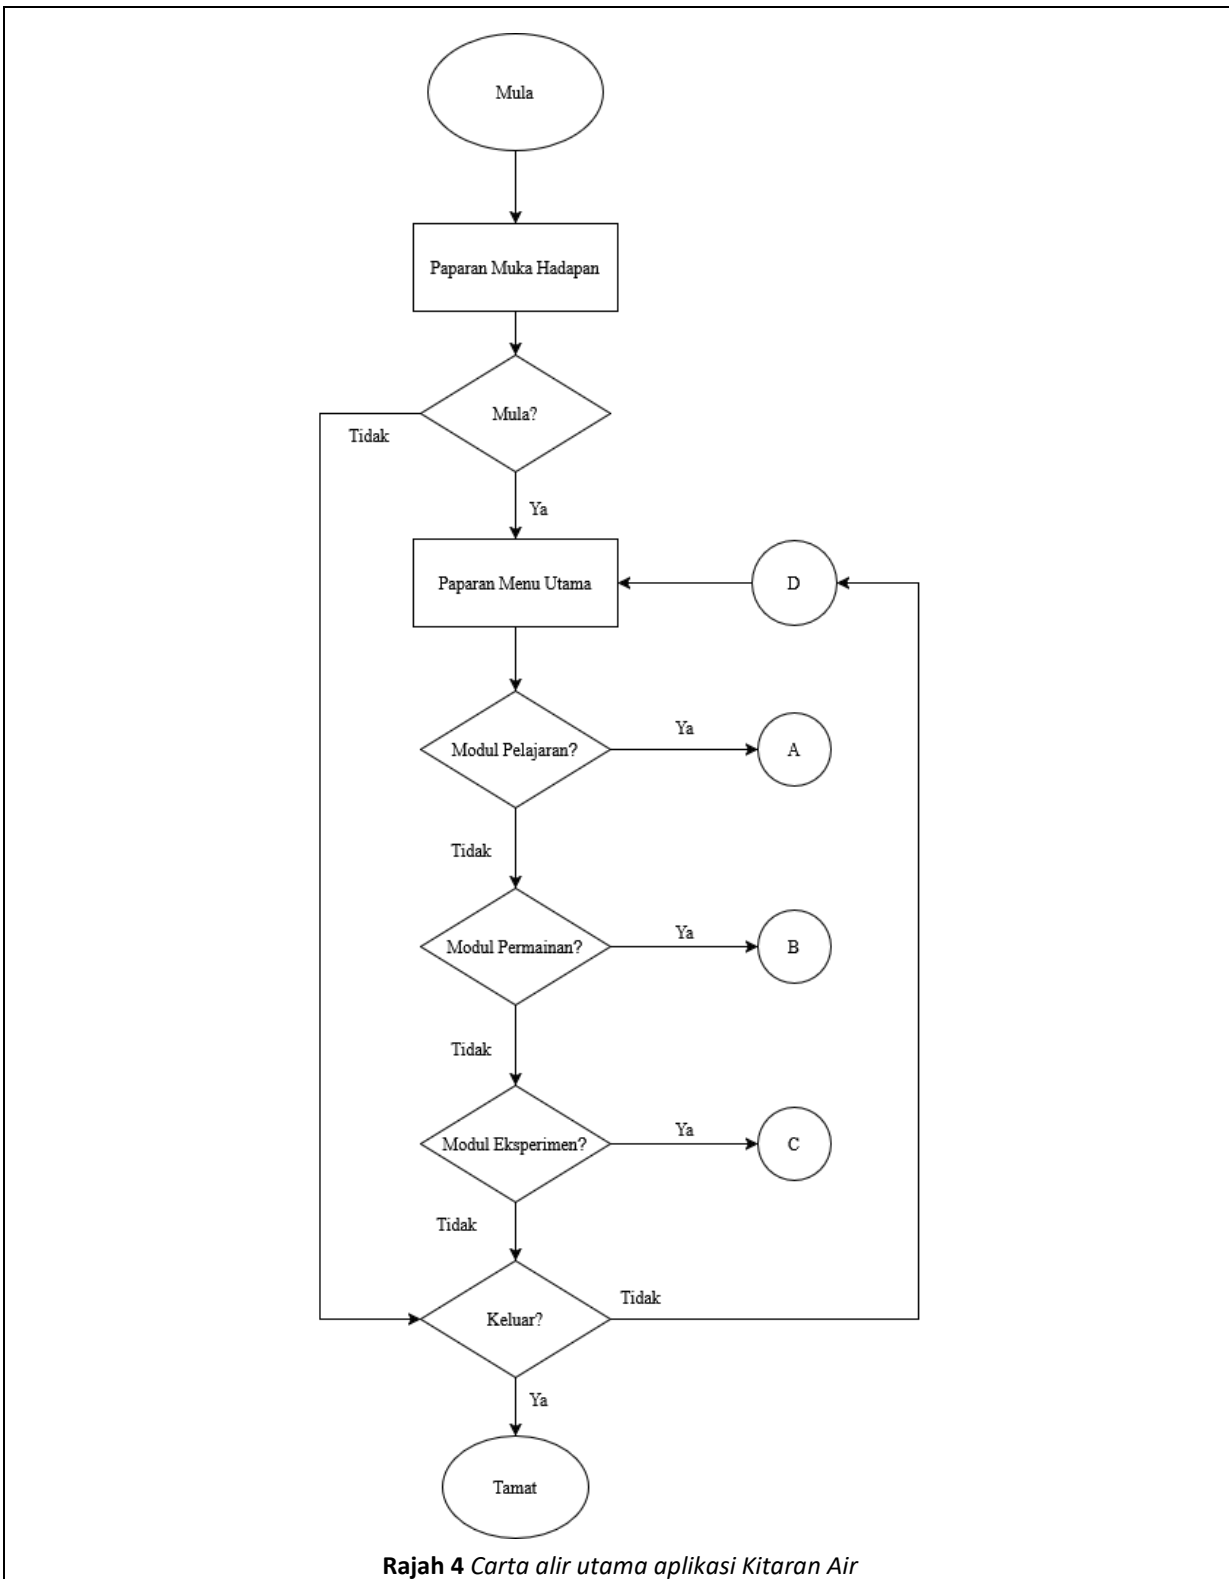 Mula
Paparan Muka Hadapan
Mula?
Tidak
Ya
Paparan Menu Utama
D
Modul Pelajaran?
Ya
A
Tidak
Modul Permainan?
Ya
B
Tidak
Modul Eksperimen?
Ya
C
Tidak
Keluar?
Tidak
Ya
Tamat
Rajah 4 Carta alir utama aplikasi Kitaran Air